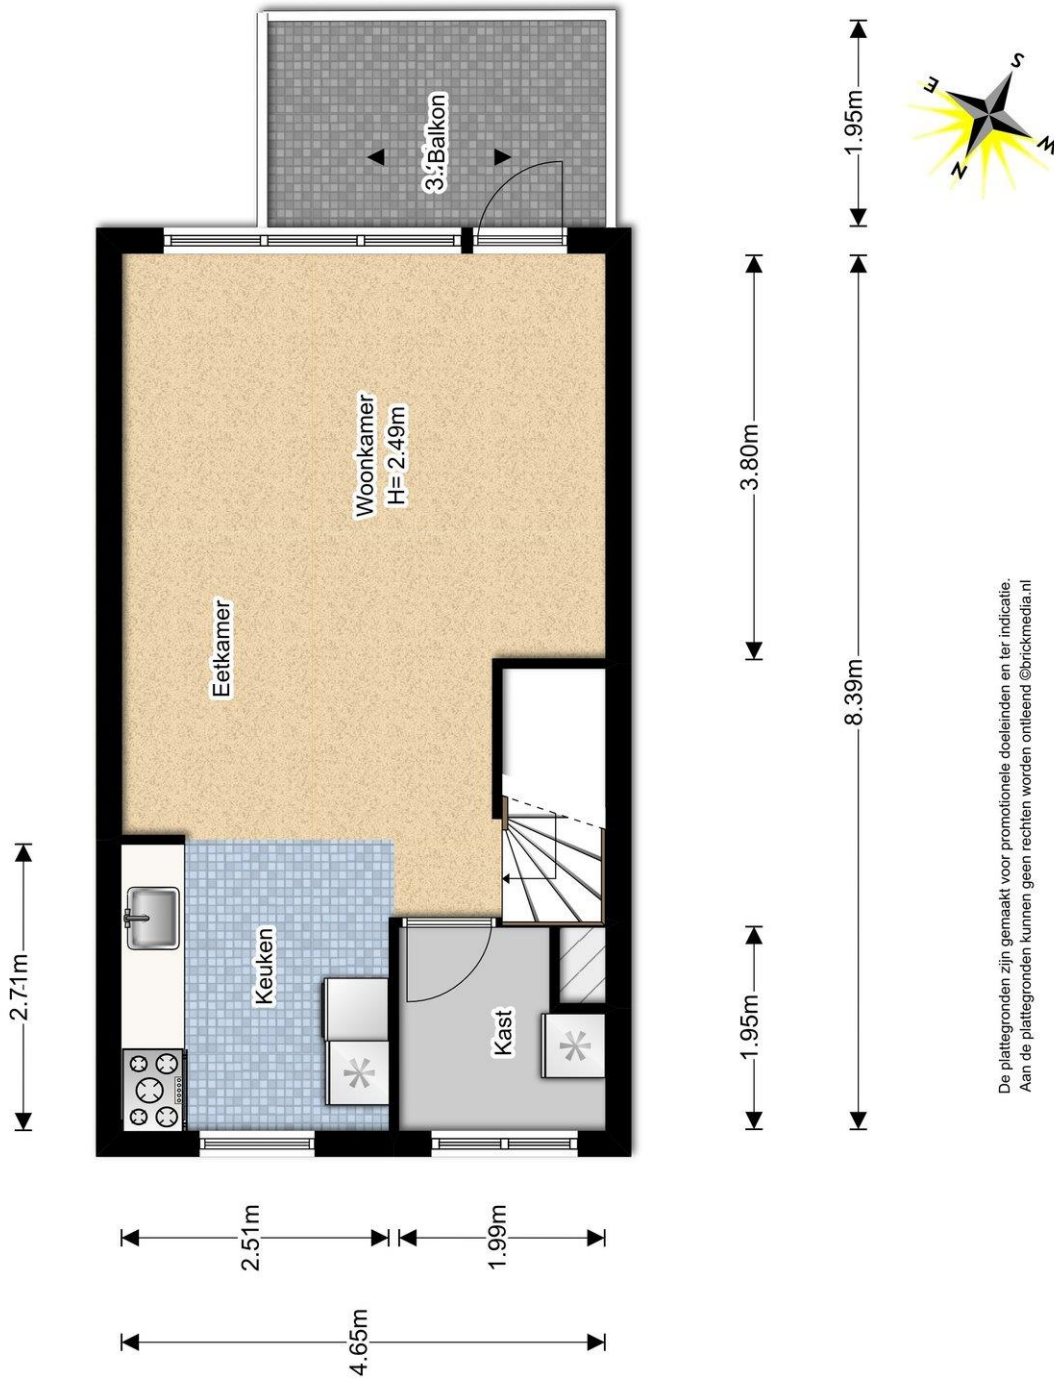 Balkon
1.95m
S
E
W
N
Woonkamer
H= 2.49m
3.80m
Eetkamer
8.39m
2.71m
Keuken
Kast
1.95m
2.51m
1.99m
4.65m
De plattegronden zijn gemaakt voor promotionele doeleinden en ter indicatie.
Aan de plattegronden kunnen geen rechten worden ontleend ©brickmedia.nl